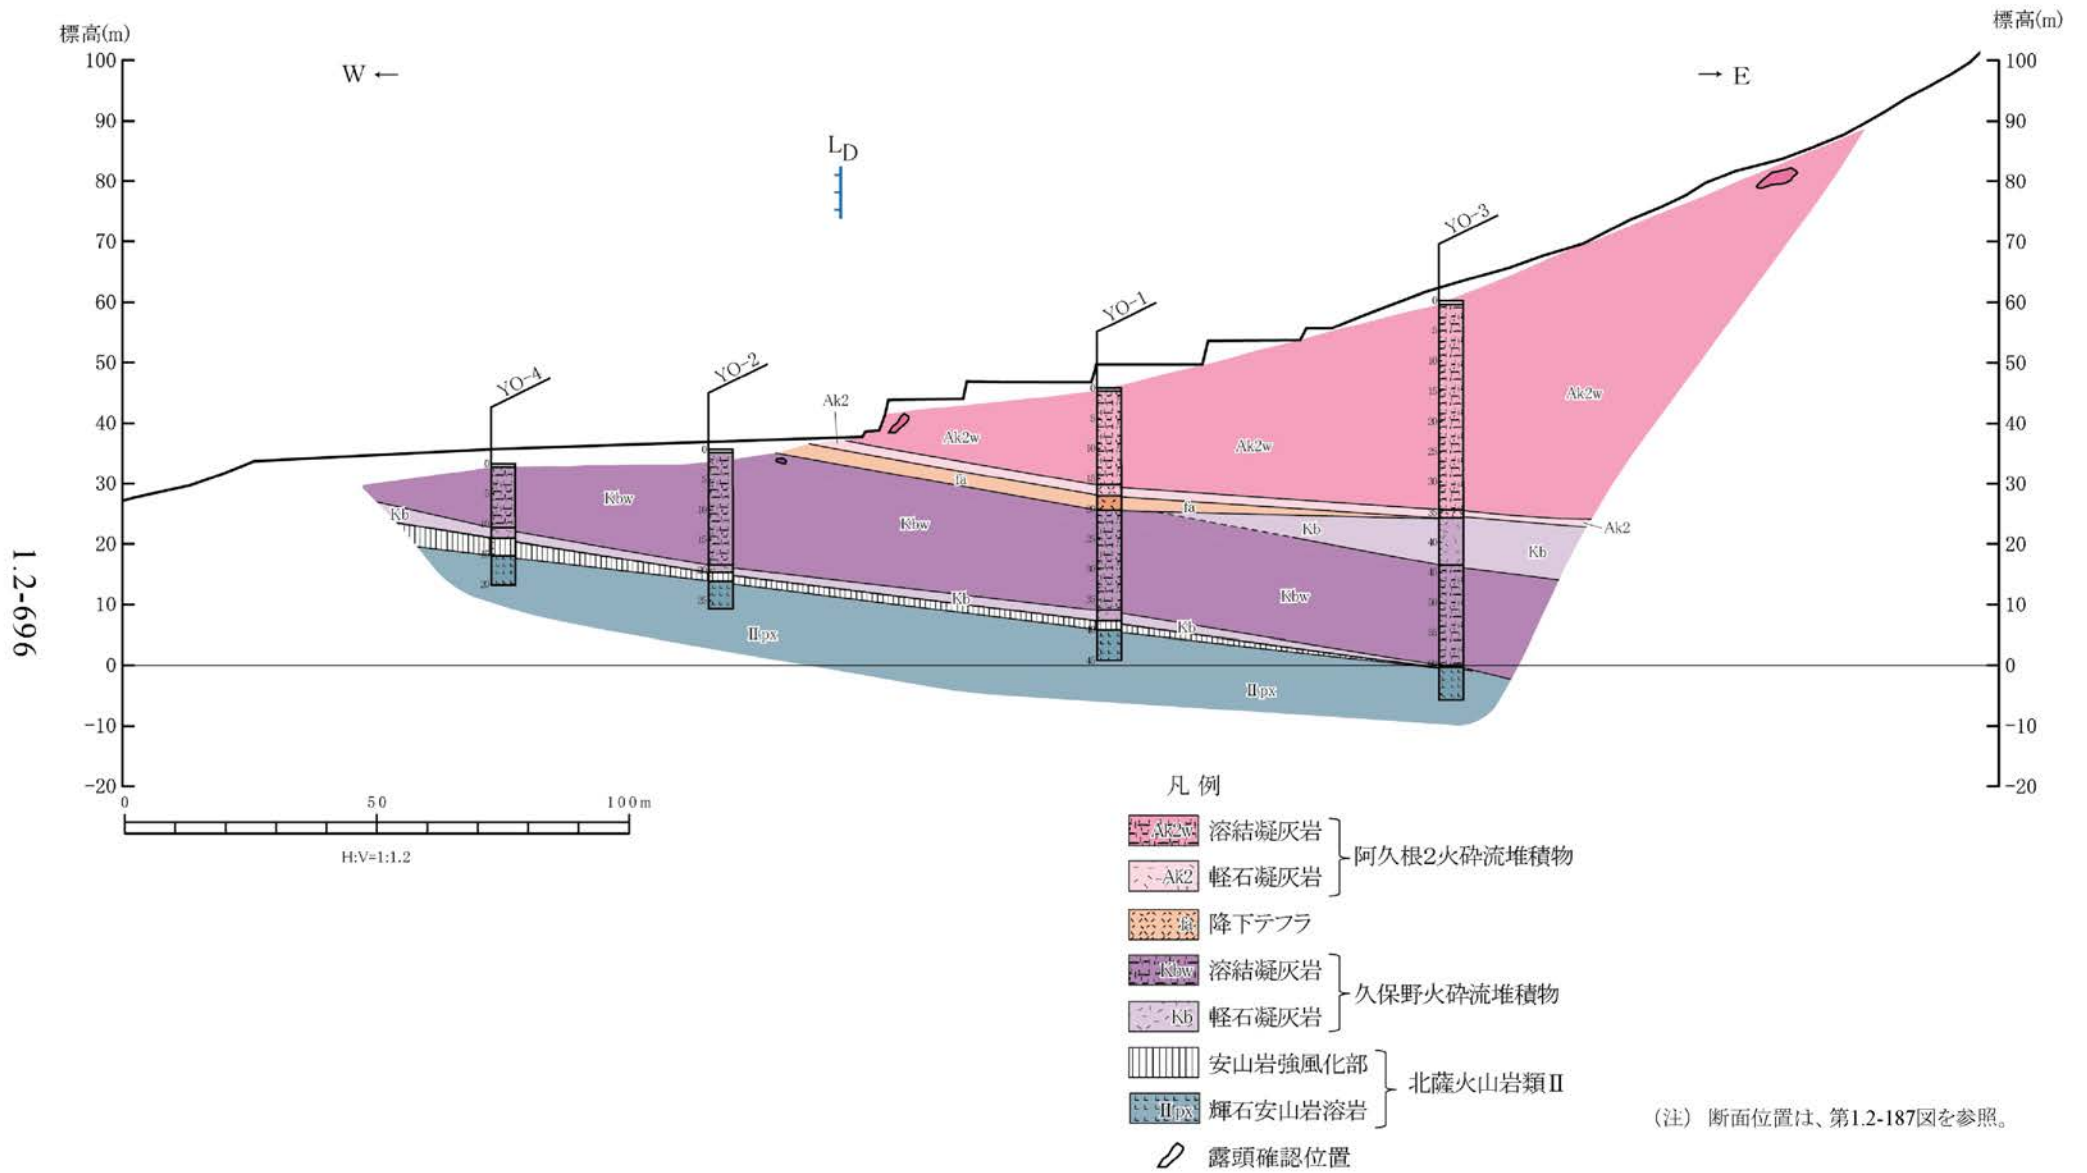 標高(m)
標高(m)
100
90
80
70
60
50
40
30
20
10
0
-10
-20
100
90
80
70
60
50
40
30
20
10
0
-10
-20
W ←
→ E
LD
YO-3
YO-1
YO-2
YO-4
Ak2
Ak2w
Ak2w
Ak2w
fa
fa
Kb
Kb
Ak2
Kb
Kbw
Kbw
Kbw
Kb
Kb
IIpx
IIpx
1.2-696
0 50 100m
H:V=1:1.2
凡 例
Ak2w 溶結凝灰岩
阿久根2火砕流堆積物
Ak2 軽石凝灰岩
fa 降下テフラ
Kbw 溶結凝灰岩
久保野火砕流堆積物
Kb 軽石凝灰岩
安山岩強風化部
北薩火山岩類Ⅱ
IIpx 輝石安山岩溶岩
露頭確認位置
（注） 断面位置は、第1.2-187図を参照。